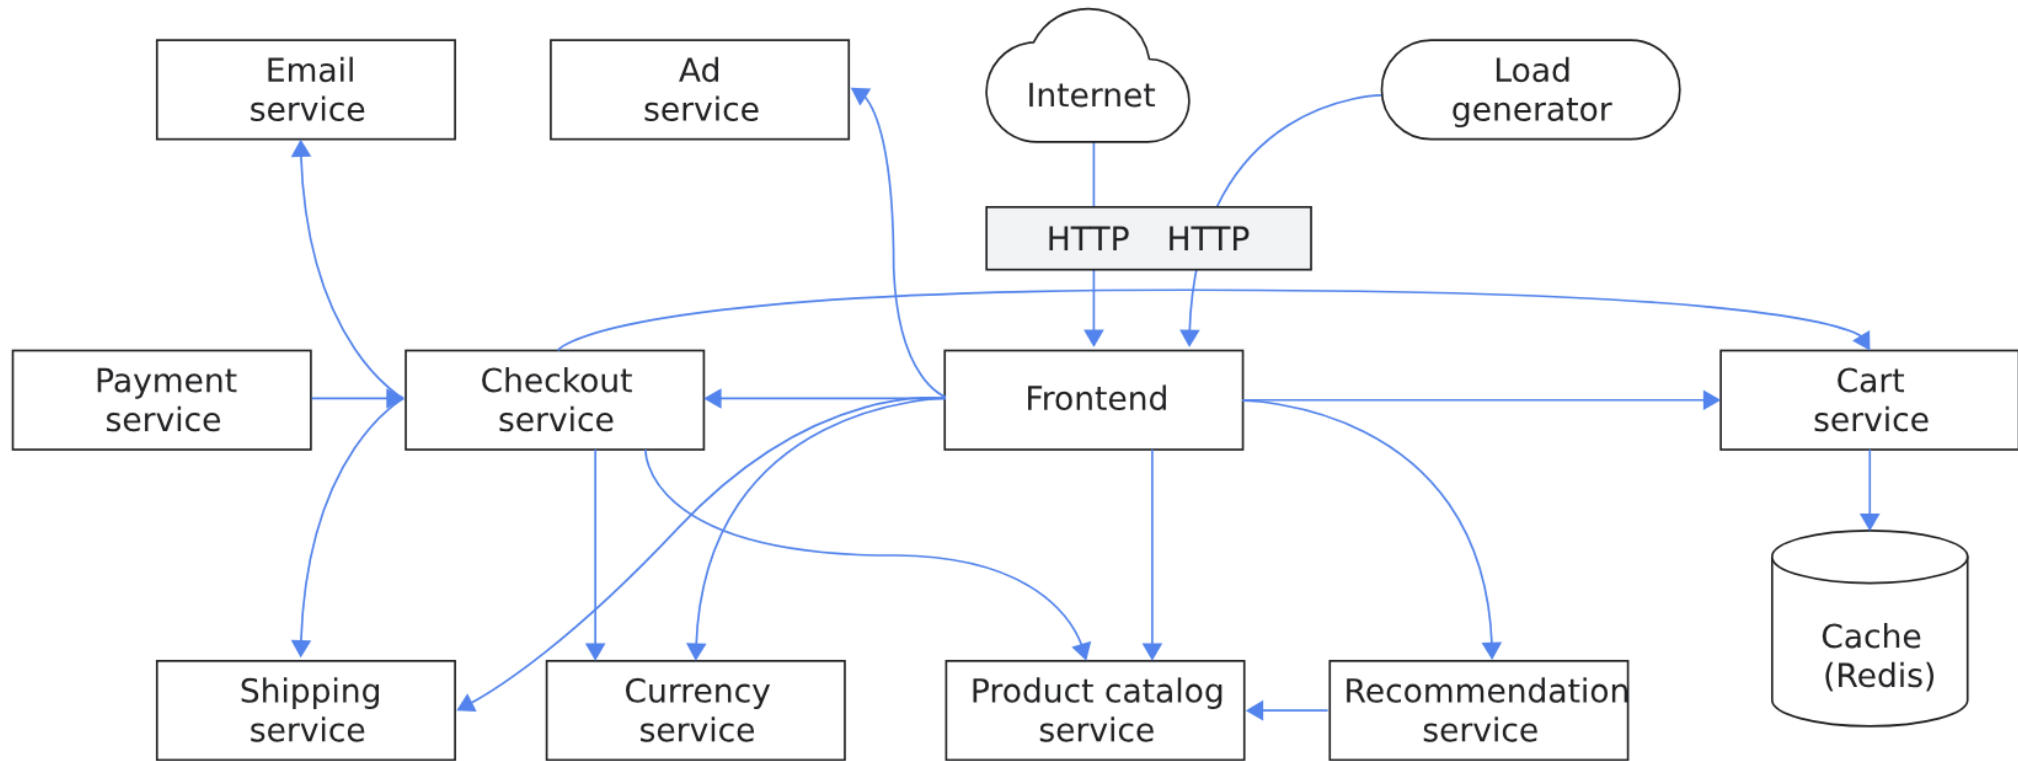 Email
service
Ad
service
Internet
Load
generator
HTTP HTTP
Payment
service
Checkout
service
Frontend
Cart
service
Shipping
service
Currency
service
Product catalog
service
Recommendation
service
Cache
(Redis)